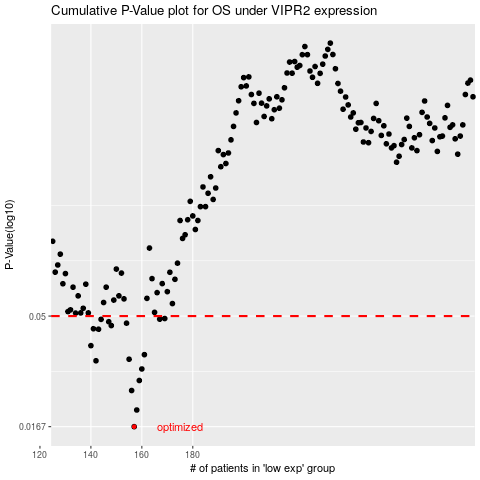 Cumulative P-Value plot for OS under VIPR2 expression
P-Value(log10)
0.05
0.0167
optimized
120 140 160 180
# of patients in 'low exp' group